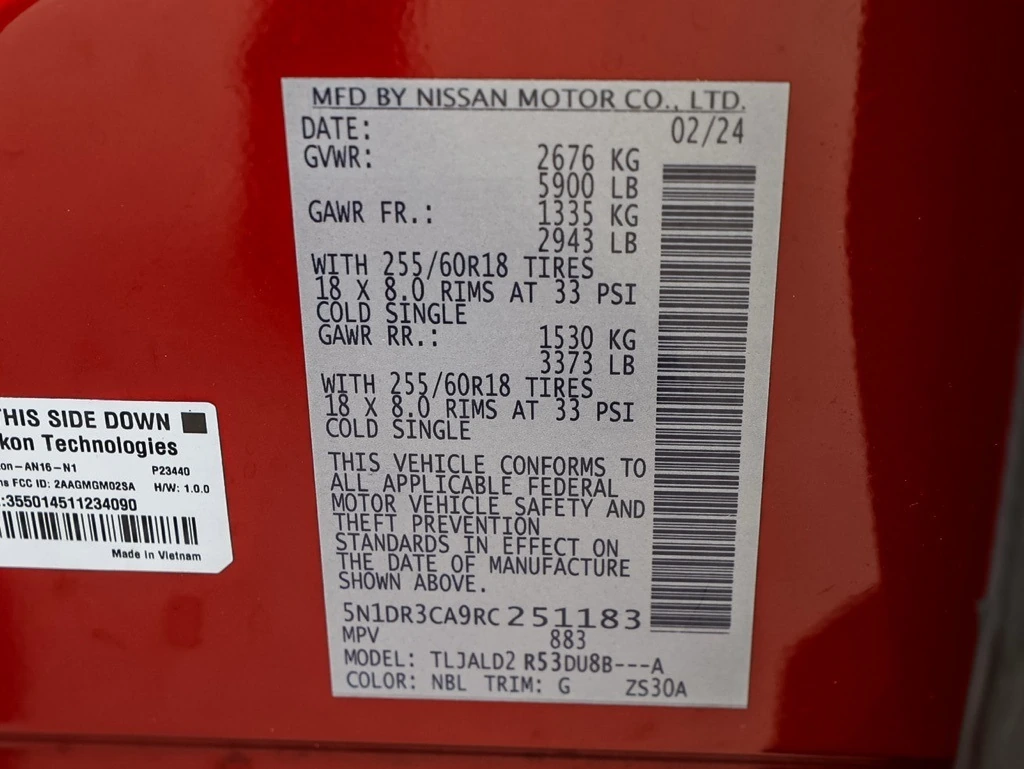 MFD BY NISSAN MOTOR CO., LTD.
DATE: 02/24
GVWR: 2676 KG
5900 LB
GAWR FR.: 1335 KG
2943 LB
WITH 255/60R18 TIRES
18 X 8.0 RIMS AT 33 PSI
COLD SINGLE
GAWR RR.: 1530 KG
3373 LB
WITH 255/60R18 TIRES
18 X 8.0 RIMS AT 33 PSI
COLD SINGLE
THIS VEHICLE CONFORMS TO
ALL APPLICABLE FEDERAL
MOTOR VEHICLE SAFETY AND
THEFT PREVENTION
STANDARDS IN EFFECT ON
THE DATE OF MANUFACTURE
SHOWN ABOVE.
5N1DR3CA9RC251183
MPV 883
MODEL: TLJALD2 R53DU8B---A
COLOR: NBL TRIM: G ZS30A
THIS SIDE DOWN
kon Technologies
on-AN16-N1 P23440
ns FCC ID: 2AAGMGM02SA H/W: 1.0.0
:355014511234090
Made in Vietnam